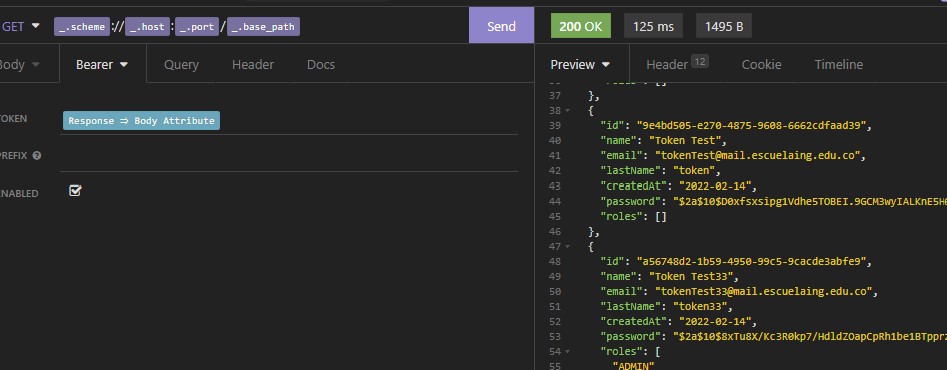 GET _.scheme :// _.host : _.port / _.base_path Send 200 OK 125 ms 1495 B
Body Bearer Query Header Docs Preview Header 12 Cookie Timeline
TOKEN Response ⇒ Body Attribute
PREFIX
ENABLED
37 },
38 {
39 "id": "9e4bd505-e270-4875-9608-6662cdfaad39",
40 "name": "Token Test",
41 "email": "tokenTest@mail.escuelaing.edu.co",
42 "lastName": "token",
43 "createdAt": "2022-02-14",
44 "password": "$2a$10$D0xfsxsipg1Vdhe5TOBEI.9GCM3wyIALKnE5H
45 "roles": []
46 },
47 {
48 "id": "a56748d2-1b59-4950-99c5-9cacde3abfe9",
49 "name": "Token Test33",
50 "email": "tokenTest33@mail.escuelaing.edu.co",
51 "lastName": "token33",
52 "createdAt": "2022-02-14",
53 "password": "$2a$10$8xTu8X/Kc3R0kp7/HdldZOapCpRh1be1BTpprz
54 "roles": [
55 "ADMIN"